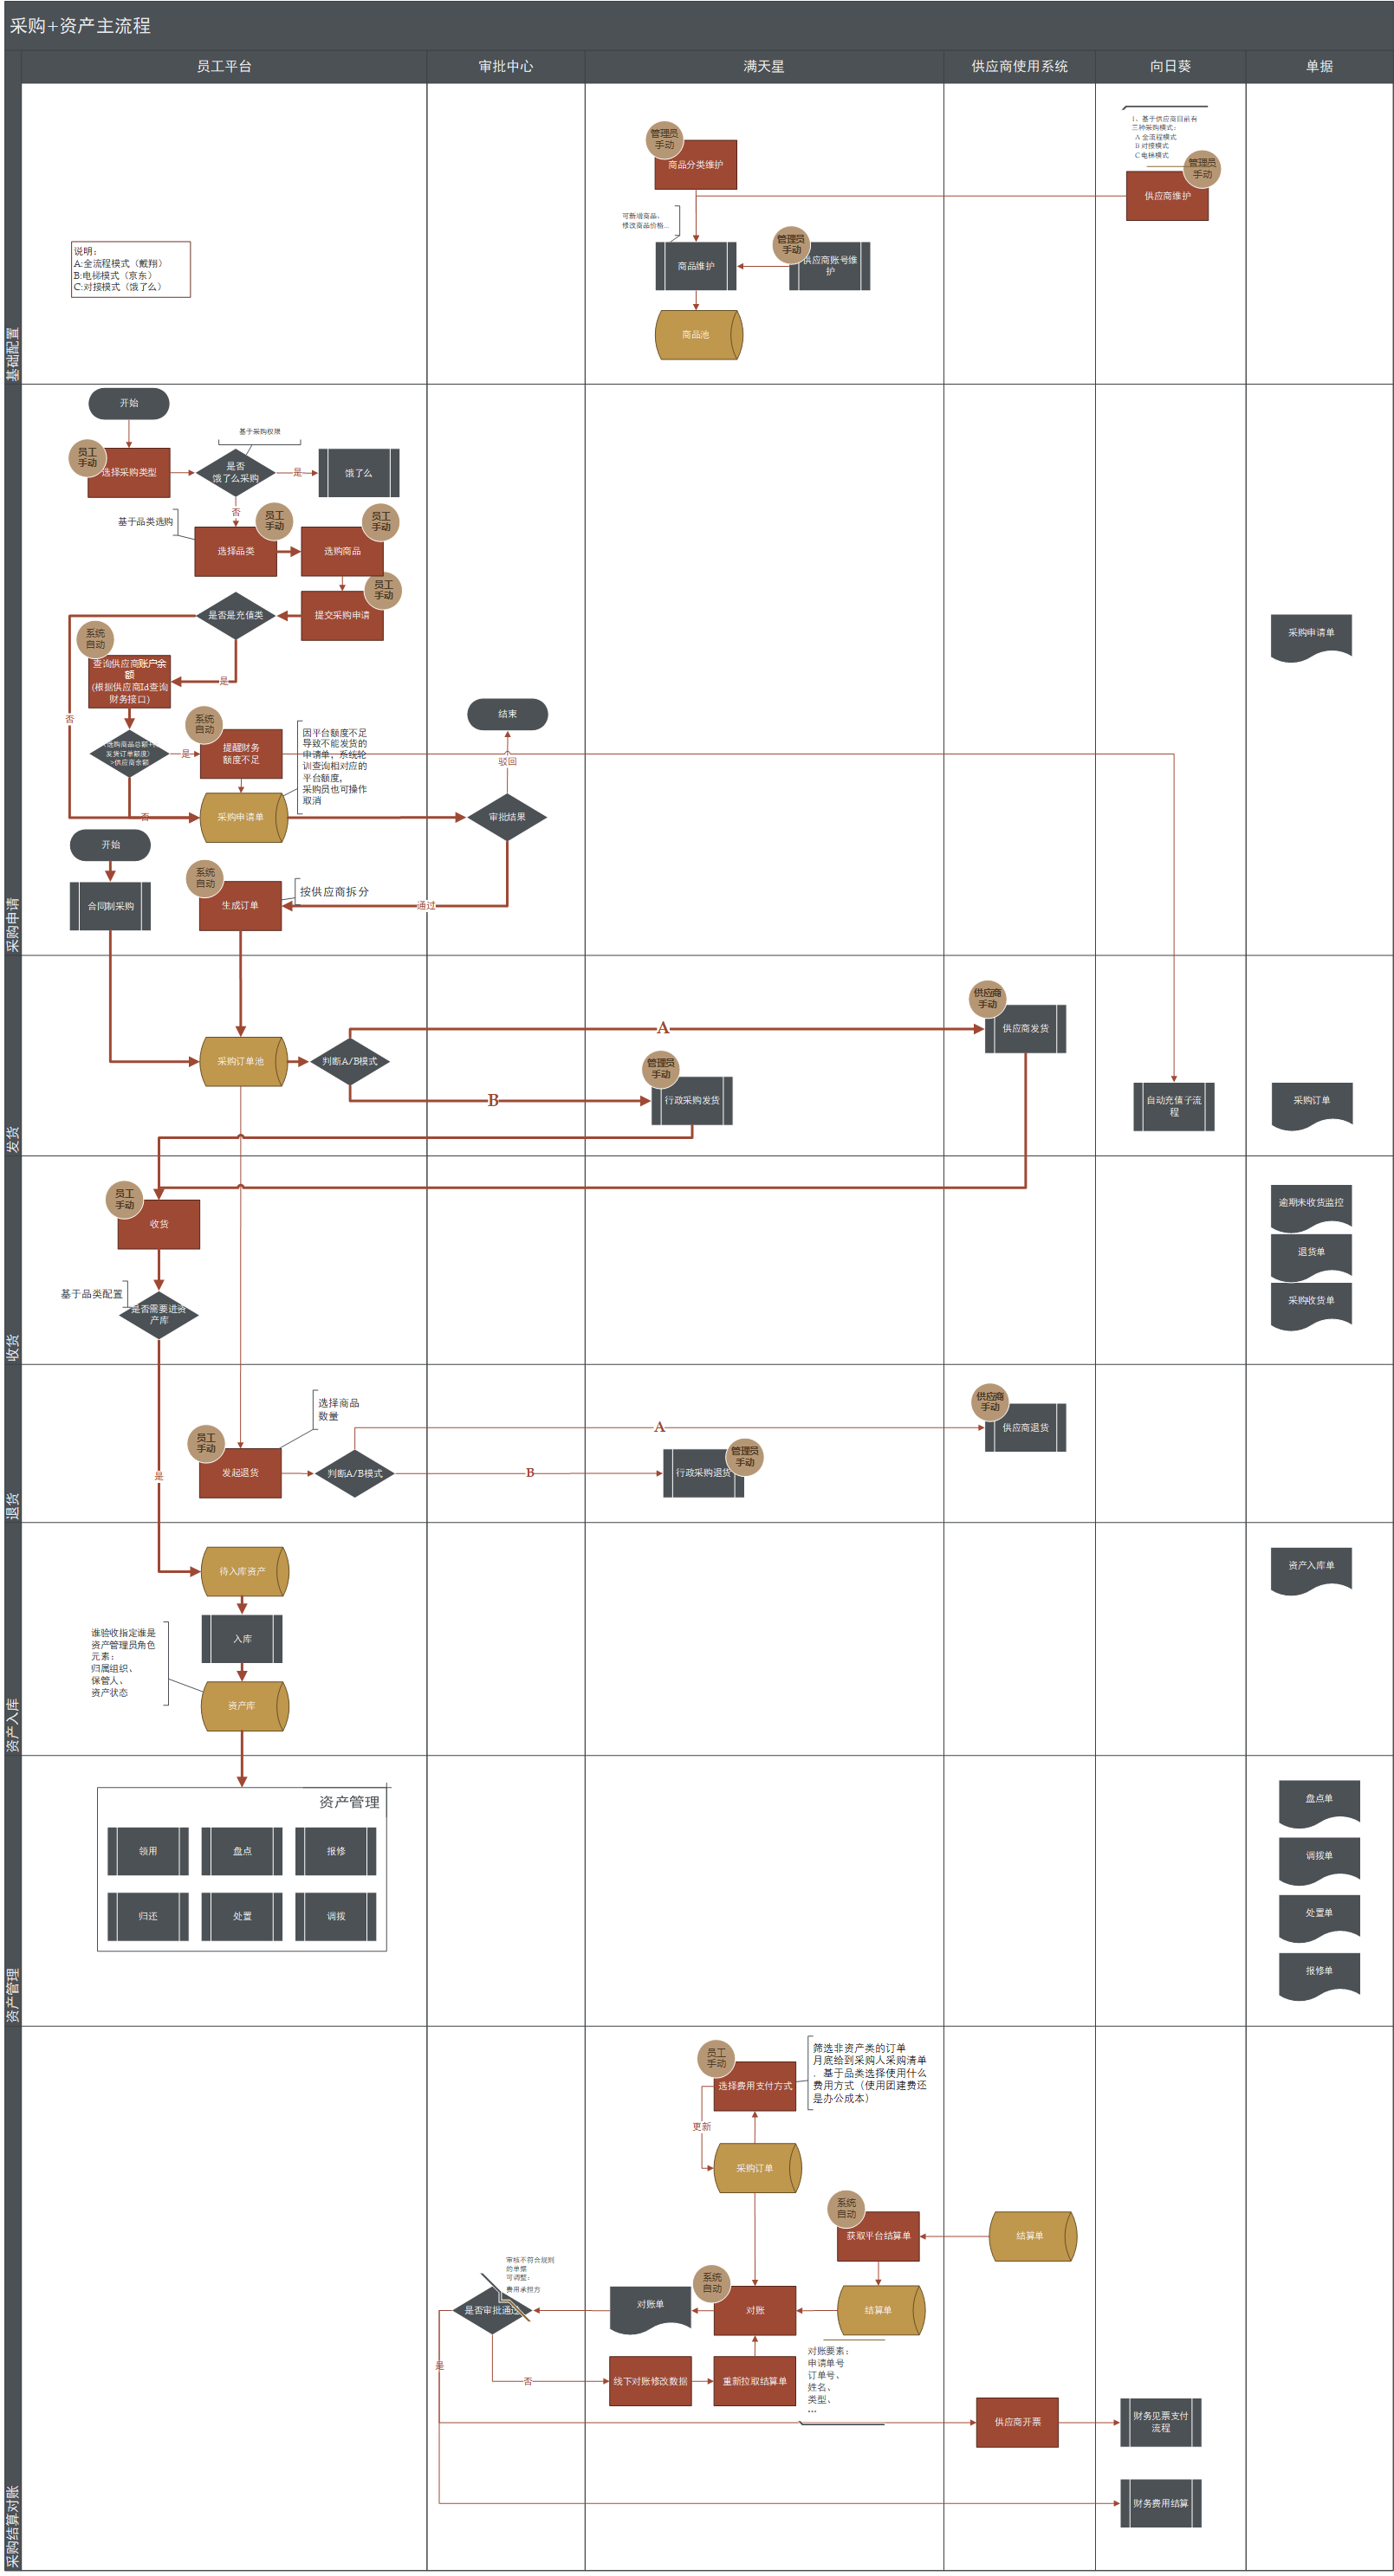 采购+资产主流程
员工平台
审批中心
满天星
供应商使用系统
向日葵
单据
基础配置
1、基于供应商目前有
三种采购模式：
A 全流程模式
B 对接模式
C 电梯模式
管理员
手动
供应商维护
管理员
手动
商品分类维护
可新增商品、
修改商品价格...
商品维护
管理员
手动
供应商账号维
护
商品池
说明：
A:全流程模式（戴翔）
B:电梯模式（京东）
C:对接模式（饿了么）
采购申请
开始
员工
手动
选择采购类型
基于采购权限
是否
饿了么采购
是
饿了么
否
基于品类选购
员工
手动
选择品类
员工
手动
选购商品
员工
手动
提交采购申请
是否是充值类
是
否
系统
自动
查询供应商账户余
额
(根据供应商Id查询
财务接口)
发货订单额度）
>供应商余额
是
否
系统
自动
提醒财务
额度不足
因平台额度不足
导致不能发货的
申请单，系统轮
训查询相对应的
平台额度，
采购员也可操作
取消
采购申请单
结束
驳回
审批结果
通过
采购申请单
开始
合同制采购
系统
自动
生成订单
按供应商拆分
发货
采购订单池
判断A/B模式
A
B
管理员
手动
行政采购发货
供应商
手动
供应商发货
自动充值子流
程
采购订单
收货
员工
手动
收货
基于品类配置
是否需要进资
产库
是
逾期未收货监控
退货单
采购收货单
退货
员工
手动
发起退货
选择商品
数量
判断A/B模式
A
B
管理员
手动
行政采购退货
供应商
手动
供应商退货
资产入库
待入库资产
入库
谁验收指定谁是
资产管理员角色
元素：
归属组织、
保管人、
资产状态
资产库
资产入库单
资产管理
资产管理
领用
盘点
报修
归还
处置
调拨
盘点单
调拨单
处置单
报修单
采购结算对账
员工
手动
选择费用支付方式
筛选非资产类的订单
月底给到采购人采购清单
，基于品类选择使用什么
费用方式（使用团建费还
是办公成本）
更新
采购订单
系统
自动
获取平台结算单
结算单
结算单
系统
自动
对账
对账单
审核不符合规则
的单据
可调整：
费用承担方
是否审批通过
是
否
线下对账修改数据
重新拉取结算单
对账要素：
申请单号
订单号、
姓名、
类型、
...
供应商开票
财务见票支付
流程
财务费用结算